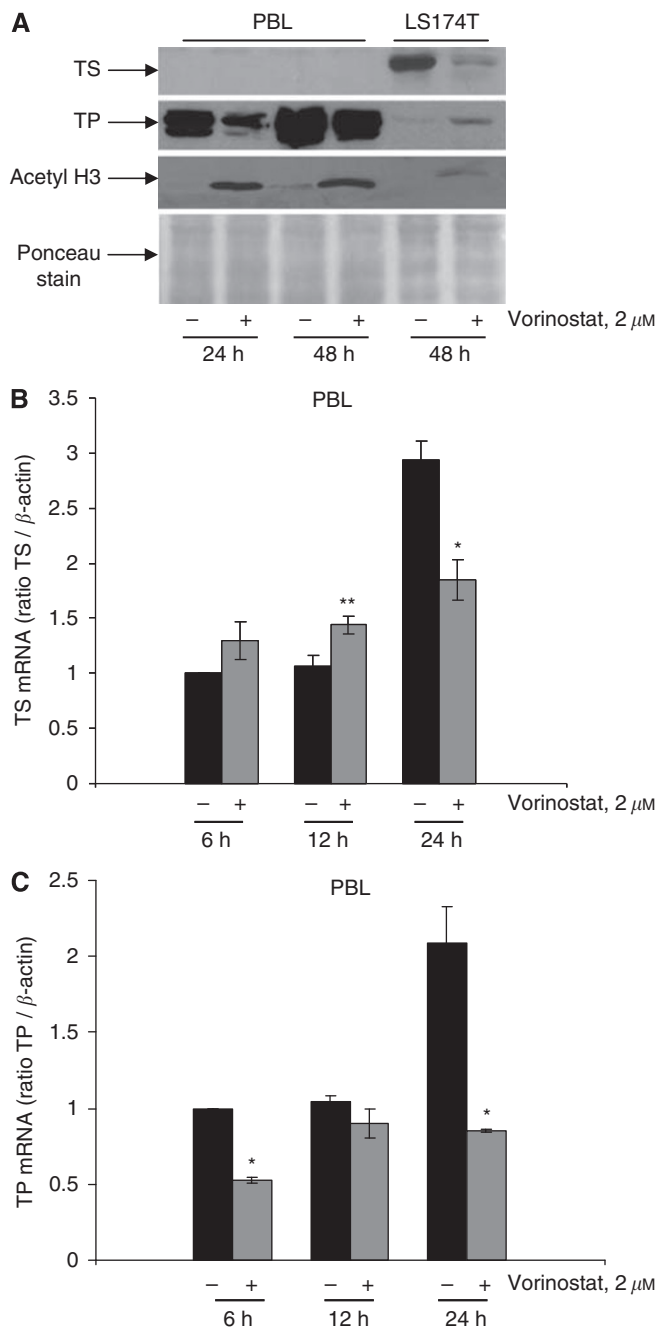 A
PBL LS174T
TS
TP
Acetyl H3
Ponceau
stain
– + – + – + Vorinostat, 2 μM
24 h 48 h 48 h
B
PBL
TS mRNA (ratio TS / β-actin)
3.5
3
2.5
2
1.5
1
0.5
0
**
*
– + – + – + Vorinostat, 2 μM
6 h 12 h 24 h
C
PBL
TP mRNA (ratio TP / β-actin)
2.5
2
1.5
1
0.5
0
*
*
– + – + – + Vorinostat, 2 μM
6 h 12 h 24 h